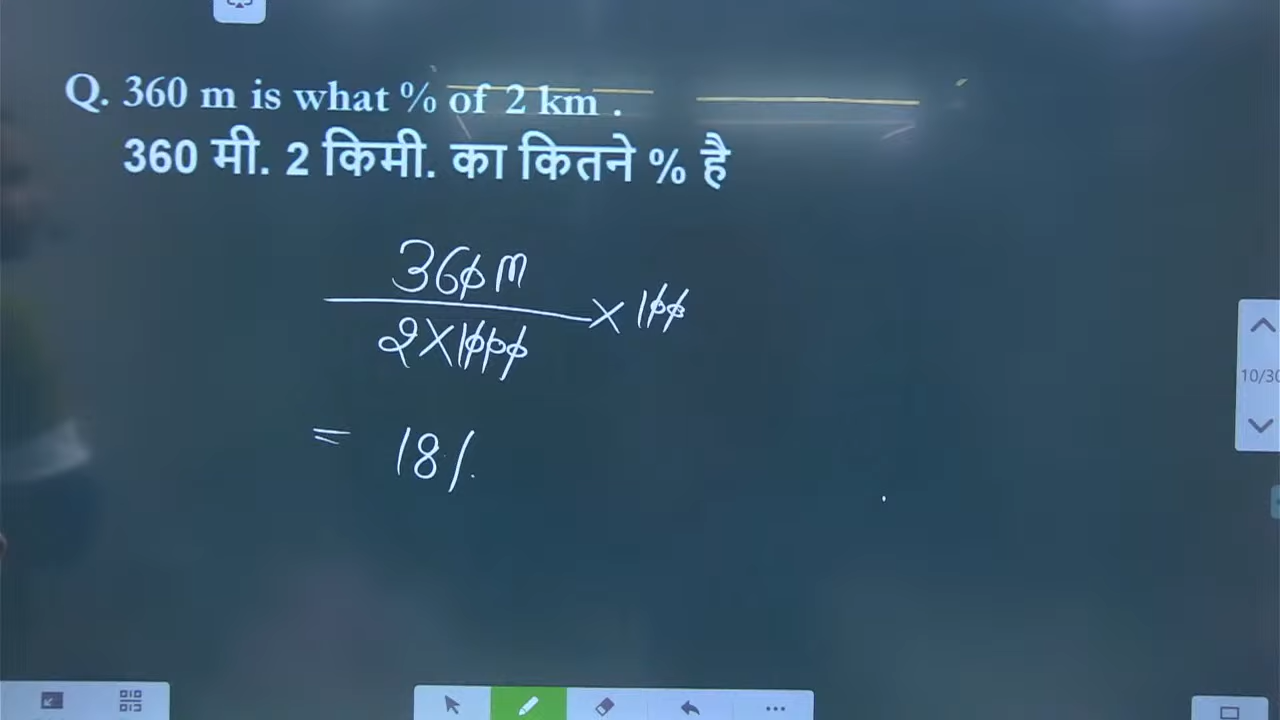 Q. 360 m is what % of 2 km .
360 मी. 2 किमी. का कितने % है
360 m
2×1000
× 100
= 18%
10/30